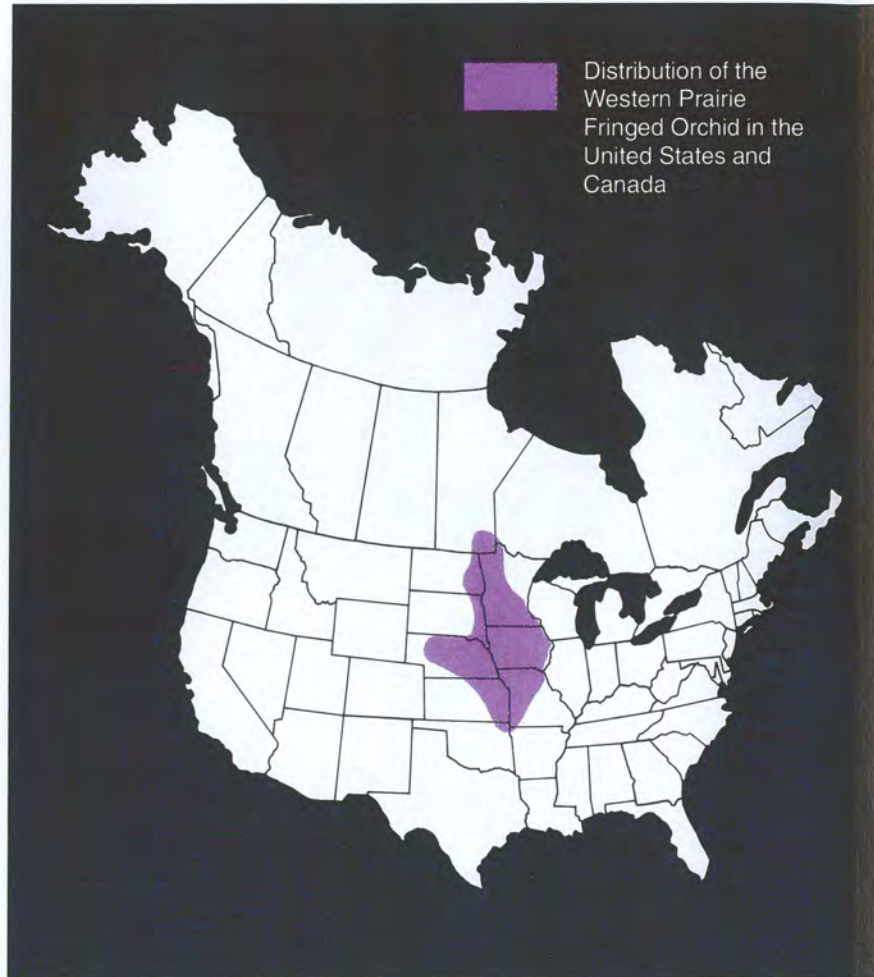 Distribution of the
Western Prairie
Fringed Orchid in the
United States and
Canada